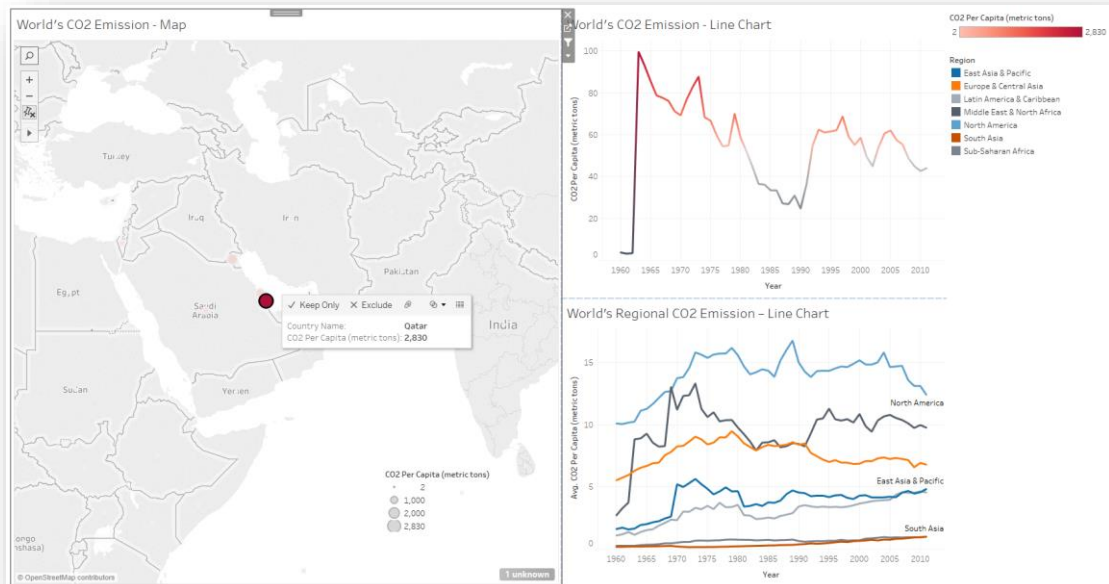 World's CO2 Emission - Map
Turkey
Iraq
Iran
Egypt
Saudi
Arabia
Pakistan
India
Sudan
Yemen
Keep Only
Exclude
Country Name: Qatar
CO2 Per Capita (metric tons): 2,830
CO2 Per Capita (metric tons)
2
1,000
2,000
2,830
© OpenStreetMap contributors
1 unknown
World's CO2 Emission - Line Chart
CO2 Per Capita (metric tons)
100
80
60
40
20
0
1960 1965 1970 1975 1980 1985 1990 1995 2000 2005 2010
Year
World's Regional CO2 Emission – Line Chart
Avg. CO2 Per Capita (metric tons)
15
10
5
0
North America
East Asia & Pacific
South Asia
1960 1965 1970 1975 1980 1985 1990 1995 2000 2005 2010
Year
CO2 Per Capita (metric tons)
2 2,830
Region
East Asia & Pacific
Europe & Central Asia
Latin America & Caribbean
Middle East & North Africa
North America
South Asia
Sub-Saharan Africa